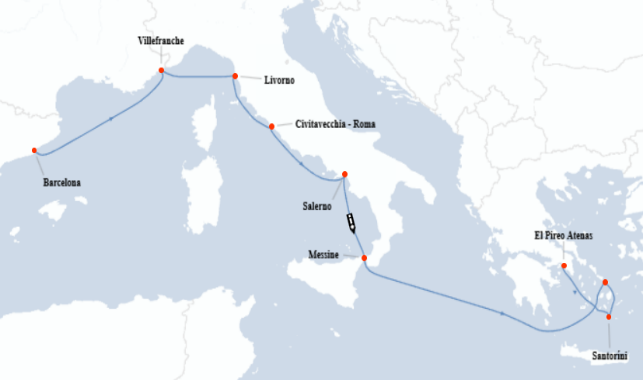 Villefranche
Livorno
Civitavecchia - Roma
Barcelona
Salerno
El Pireo Atenas
Messine
Santorini